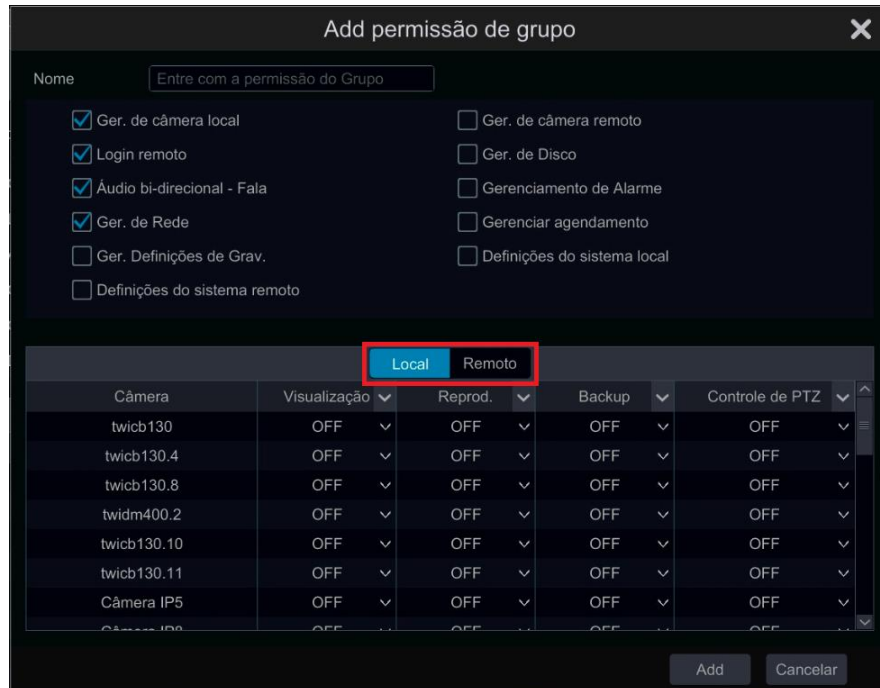 Add permissão de grupo
Nome Entre com a permissão do Grupo
Ger. de câmera local Ger. de câmera remoto
Login remoto Ger. de Disco
Áudio bi-direcional - Fala Gerenciamento de Alarme
Ger. de Rede Gerenciar agendamento
Ger. Definições de Grav. Definições do sistema local
Definições do sistema remoto
Local Remoto
Câmera Visualização Reprod. Backup Controle de PTZ
twicb130 OFF OFF OFF OFF
twicb130.4 OFF OFF OFF OFF
twicb130.8 OFF OFF OFF OFF
twidm400.2 OFF OFF OFF OFF
twicb130.10 OFF OFF OFF OFF
twicb130.11 OFF OFF OFF OFF
Câmera IP5 OFF OFF OFF OFF
Add Cancelar